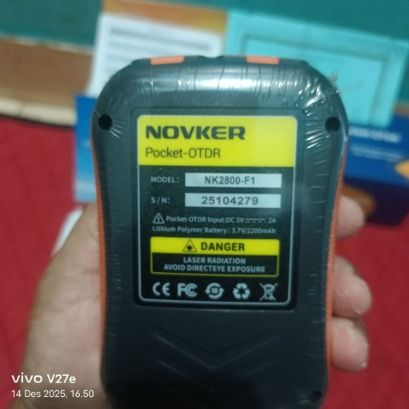 NOVKER
Pocket-OTDR
MODEL: NK2800-F1
S/N: 25104279
Pocket-OTDR Input:DC 5V 2A
Lithium Polymer Battery: 3.7V/2200mAh
DANGER
LASER RADIATION
AVOID DIRECTEYE EXPOSURE
CE FC
vivo V27e
14 Des 2025, 16.50